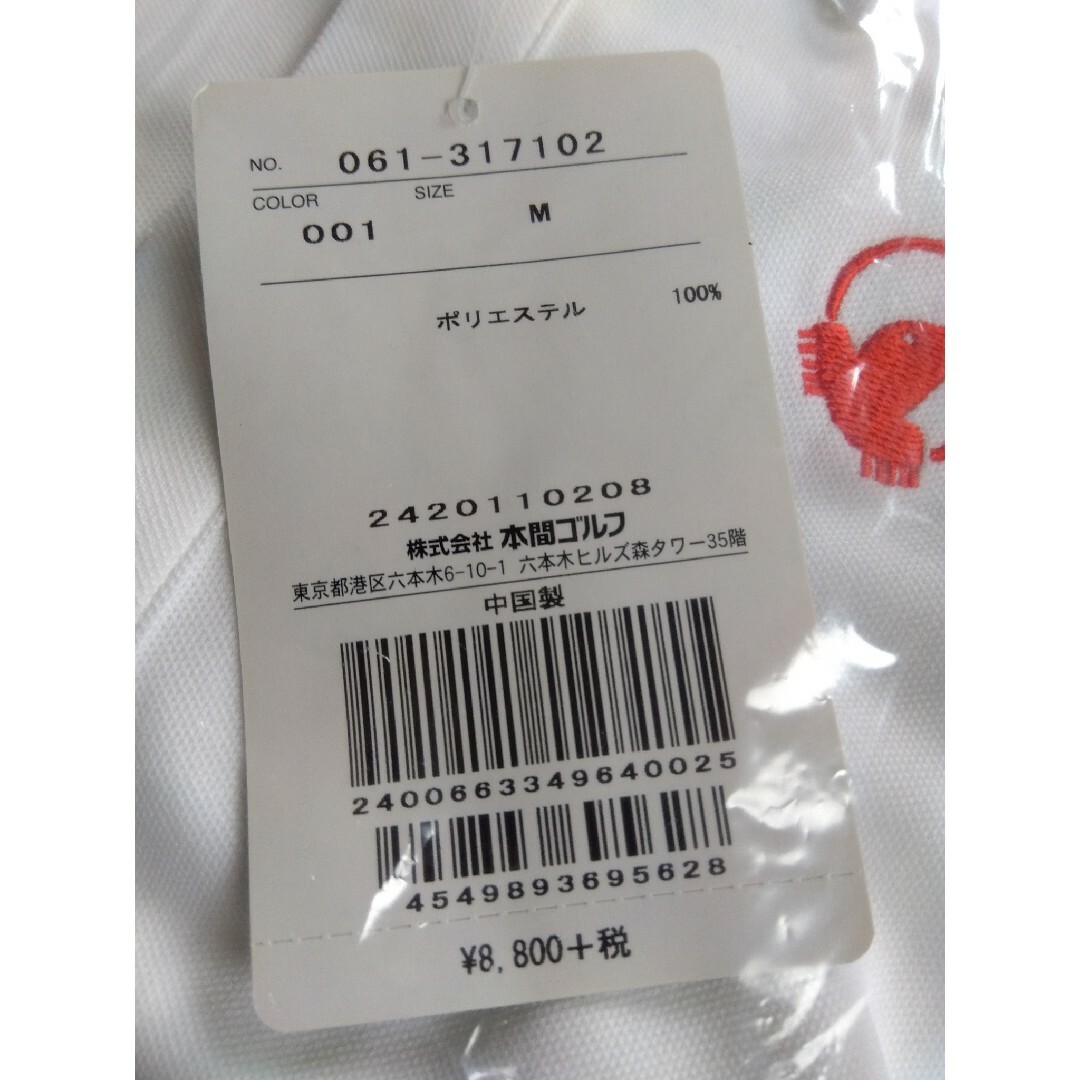 NO. 061-317102
COLOR SIZE
001 M
ポリエステル 100%
2420110208
株式会社 本間ゴルフ
東京都港区六本木6-10-1 六本木ヒルズ森タワー35階
中国製
2400663349640025
4549893695628
¥8,800+税